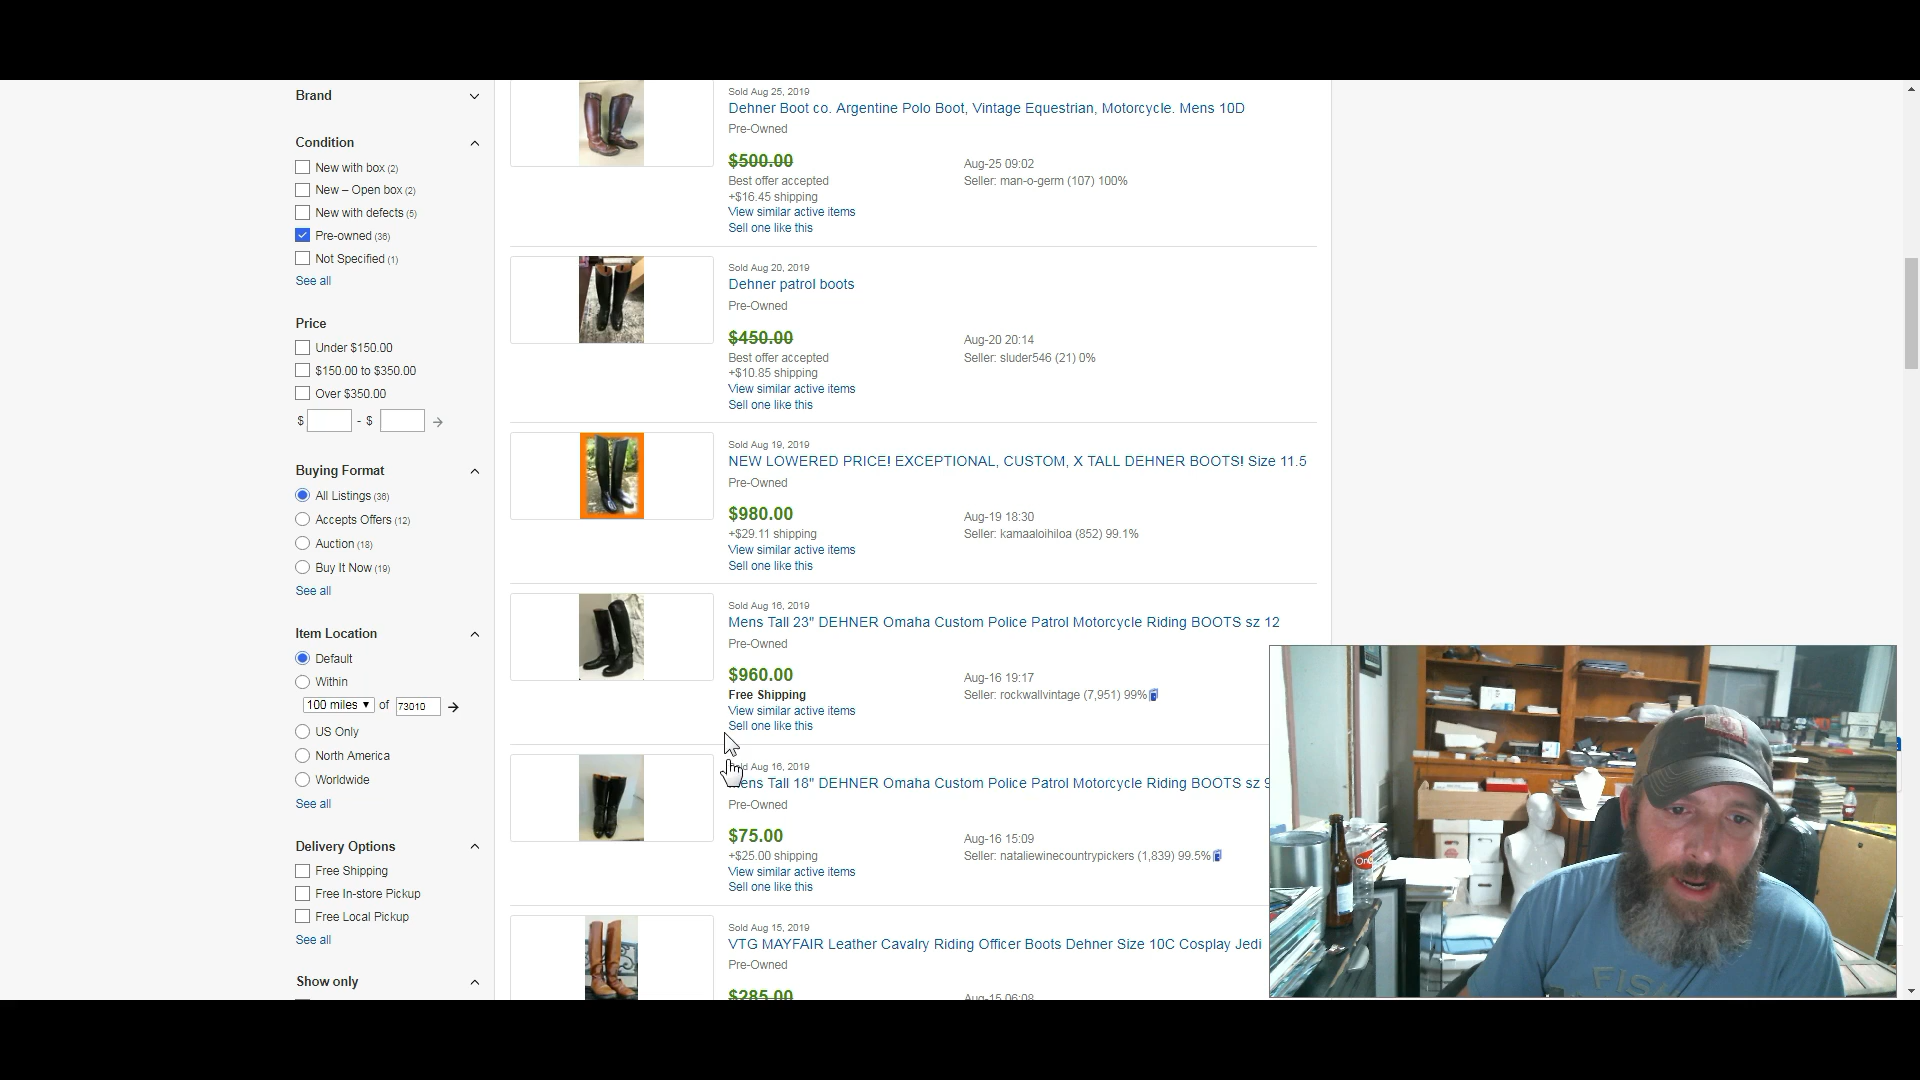 Brand
Condition
New with box (2)
New – Open box (2)
New with defects (5)
Pre-owned (36)
Not Specified (1)
See all
Price
Under $150.00
$150.00 to $350.00
Over $350.00
$ - $
Buying Format
All Listings (36)
Accepts Offers (12)
Auction (18)
Buy It Now (19)
See all
Item Location
Default
Within
100 miles of 73010
US Only
North America
Worldwide
See all
Delivery Options
Free Shipping
Free In-store Pickup
Free Local Pickup
See all
Show only
Sold Aug 25, 2019
Dehner Boot co. Argentine Polo Boot, Vintage Equestrian, Motorcycle. Mens 10D
Pre-Owned
$500.00
Aug-25 09:02
Best offer accepted
Seller: man-o-germ (107) 100%
+$16.45 shipping
View similar active items
Sell one like this
Sold Aug 20, 2019
Dehner patrol boots
Pre-Owned
$450.00
Aug-20 20:14
Best offer accepted
Seller: sluder546 (21) 0%
+$10.85 shipping
View similar active items
Sell one like this
Sold Aug 19, 2019
NEW LOWERED PRICE! EXCEPTIONAL, CUSTOM, X TALL DEHNER BOOTS! Size 11.5
Pre-Owned
$980.00
Aug-19 18:30
+$29.11 shipping
Seller: kamaaloihiloa (852) 99.1%
View similar active items
Sell one like this
Sold Aug 16, 2019
Mens Tall 23" DEHNER Omaha Custom Police Patrol Motorcycle Riding BOOTS sz 12
Pre-Owned
$960.00
Aug-16 19:17
Free Shipping
Seller: rockwallvintage (7,951) 99%
View similar active items
Sell one like this
Aug 16, 2019
Tall 18" DEHNER Omaha Custom Police Patrol Motorcycle Riding BOOTS sz
Pre-Owned
$75.00
Aug-16 15:09
+$25.00 shipping
Seller: nataliewinecountrypickers (1,839) 99.5%
View similar active items
Sell one like this
Sold Aug 15, 2019
VTG MAYFAIR Leather Cavalry Riding Officer Boots Dehner Size 10C Cosplay Jedi
Pre-Owned
$285.00
Aug-15 06:08
FISH